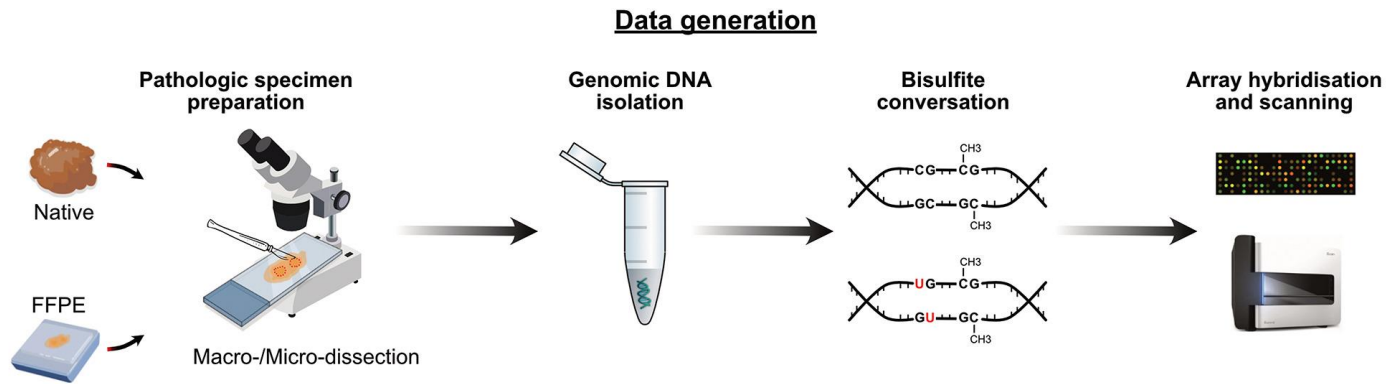 Data generation
Pathologic specimen
preparation
Native
FFPE
Macro-/Micro-dissection
Genomic DNA
isolation
Bisulfite
conversation
CH3
CG CG
GC GC
CH3
CH3
UG CG
GU GC
CH3
Array hybridisation
and scanning